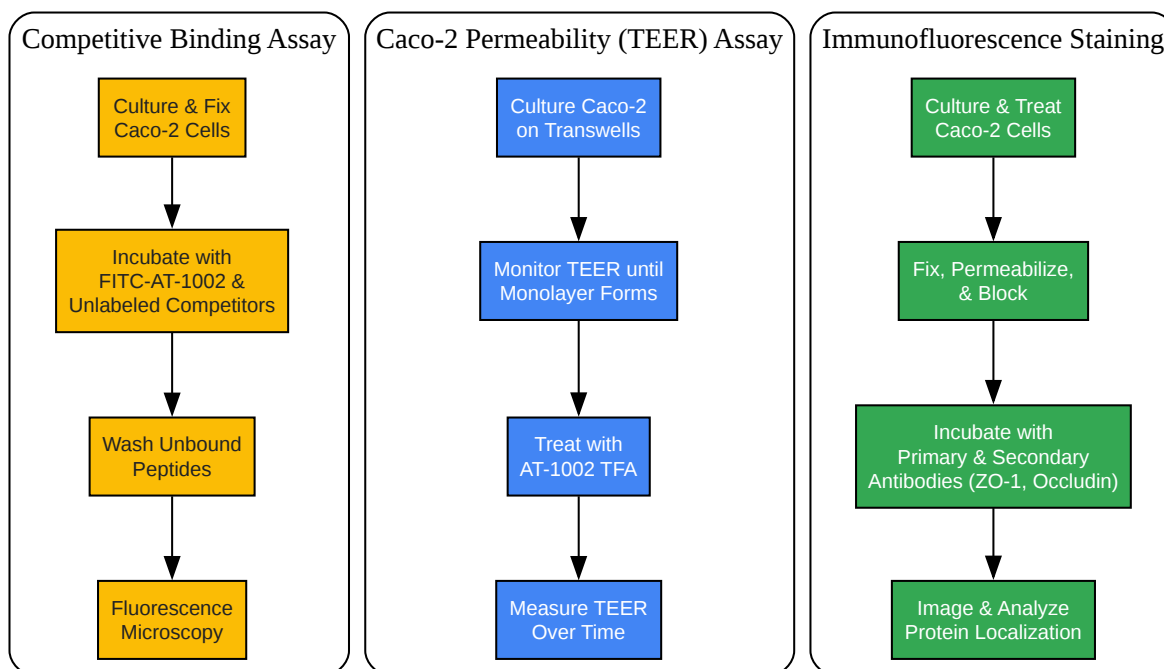 Competitive Binding Assay
Culture & Fix
Caco-2 Cells
Incubate with
FITC-AT-1002 &
Unlabeled Competitors
Wash Unbound
Peptides
Fluorescence
Microscopy
Caco-2 Permeability (TEER) Assay
Culture Caco-2
on Transwells
Monitor TEER until
Monolayer Forms
Treat with
AT-1002 TFA
Measure TEER
Over Time
Immunofluorescence Staining
Culture & Treat
Caco-2 Cells
Fix, Permeabilize,
& Block
Incubate with
Primary & Secondary
Antibodies (ZO-1, Occludin)
Image & Analyze
Protein Localization